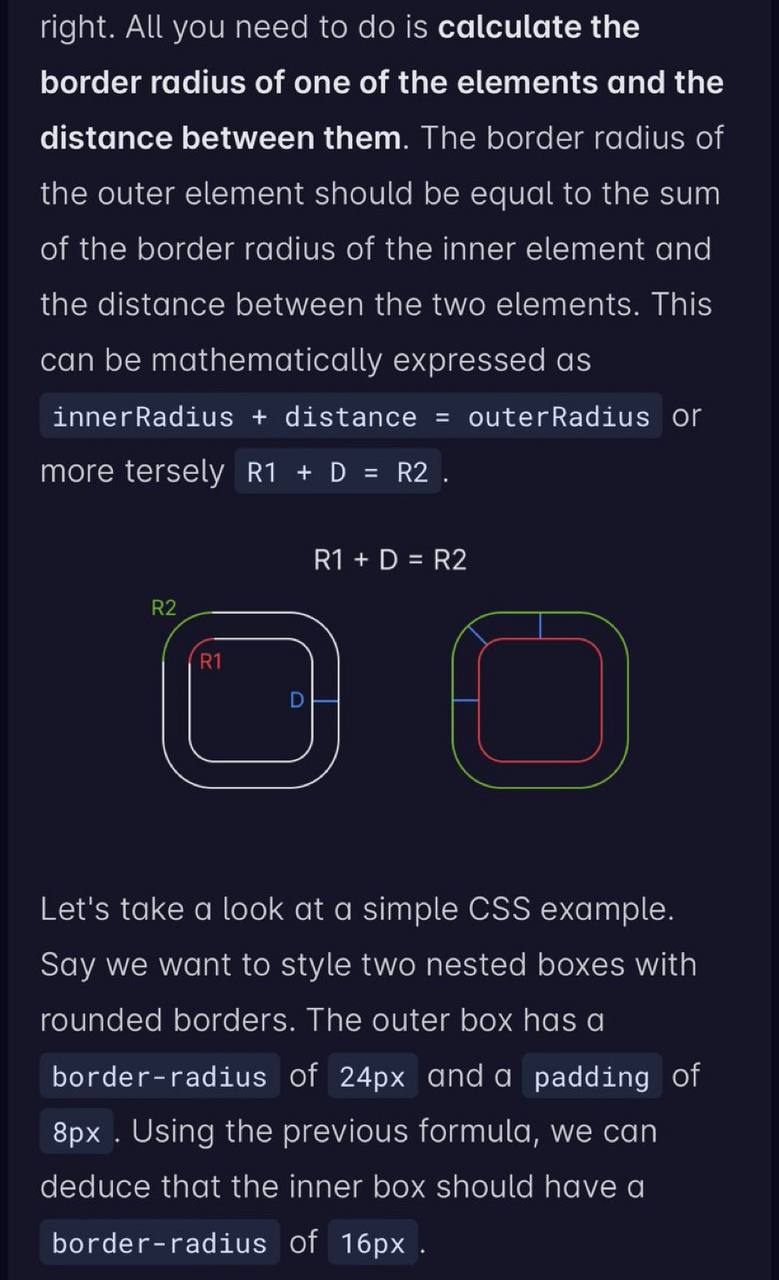 right. All you need to do is calculate the
border radius of one of the elements and the
distance between them. The border radius of
the outer element should be equal to the sum
of the border radius of the inner element and
the distance between the two elements. This
can be mathematically expressed as
innerRadius + distance = outerRadius or
more tersely R1 + D = R2.
R1 + D = R2
R2
R1
D
Let's take a look at a simple CSS example.
Say we want to style two nested boxes with
rounded borders. The outer box has a
border-radius of 24px and a padding of
8px. Using the previous formula, we can
deduce that the inner box should have a
border-radius of 16px.